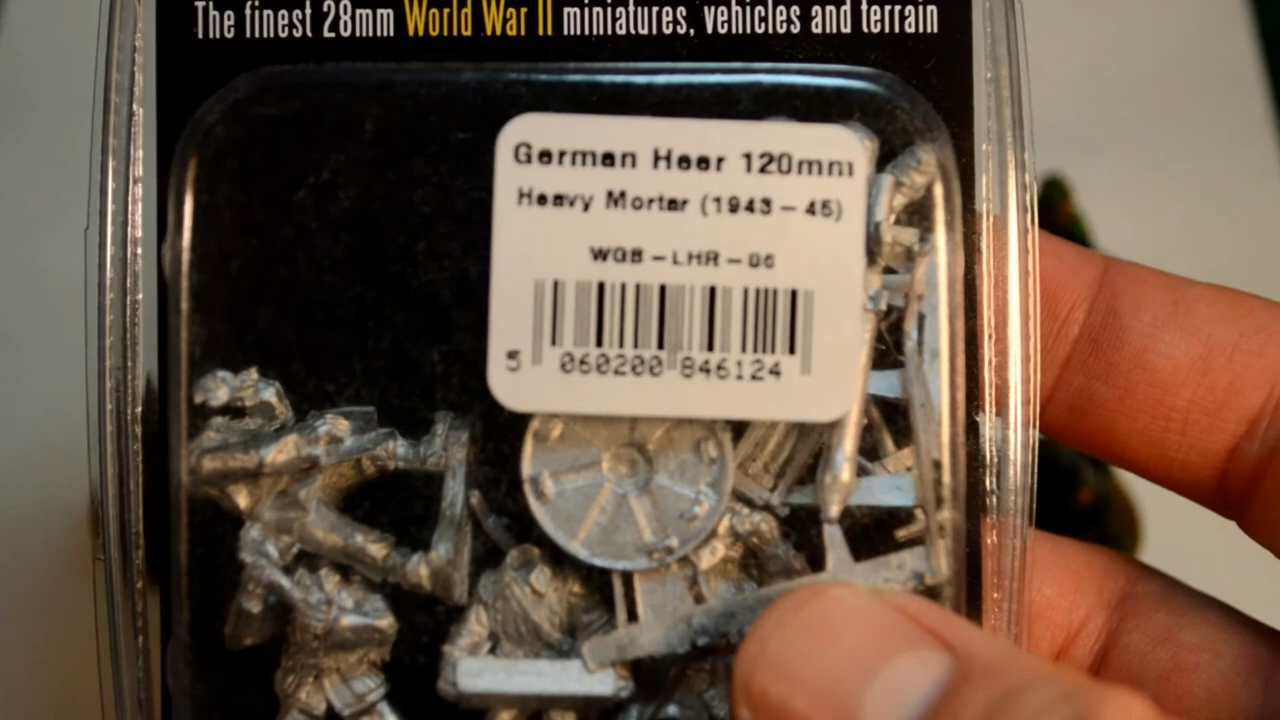 The finest 28mm World War II miniatures, vehicles and terrain
German Heer 120mm
Heavy Mortar (1943 – 45)
WGB – LHR – 06
5 060200 846124